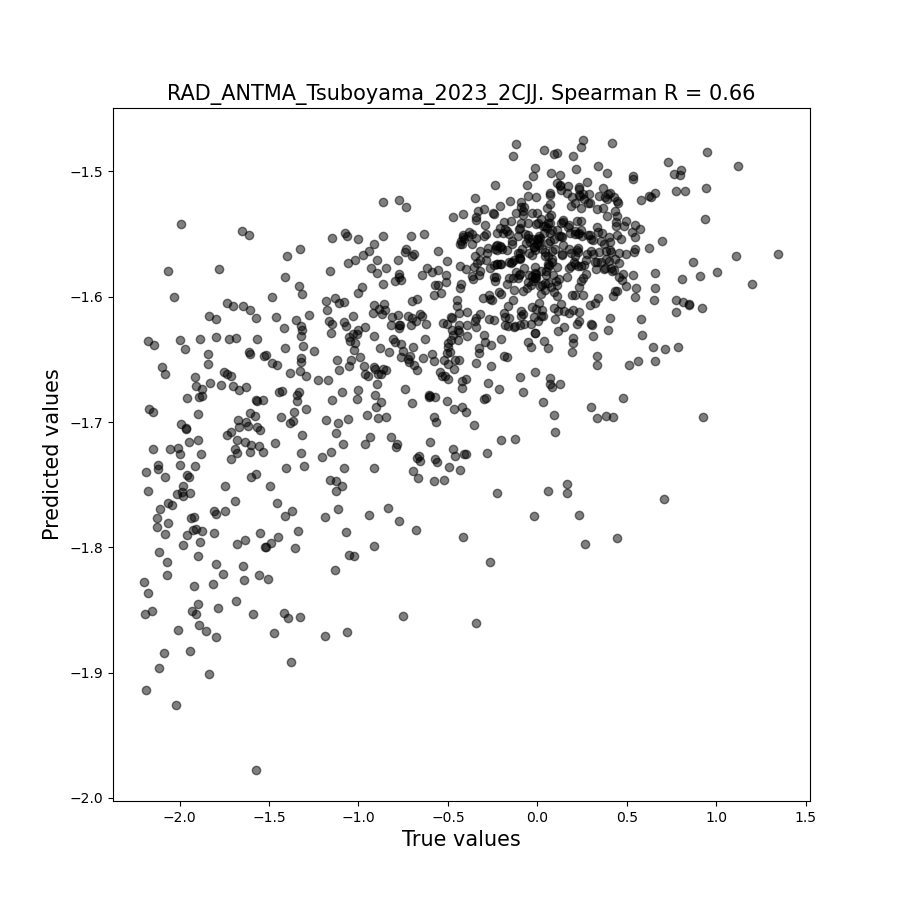 RAD_ANTMA_Tsuboyama_2023_2CJJ. Spearman R = 0.66
−1.5
−1.6
−1.7
−1.8
−1.9
−2.0
Predicted values
−2.0 −1.5 −1.0 −0.5 0.0 0.5 1.0 1.5
True values